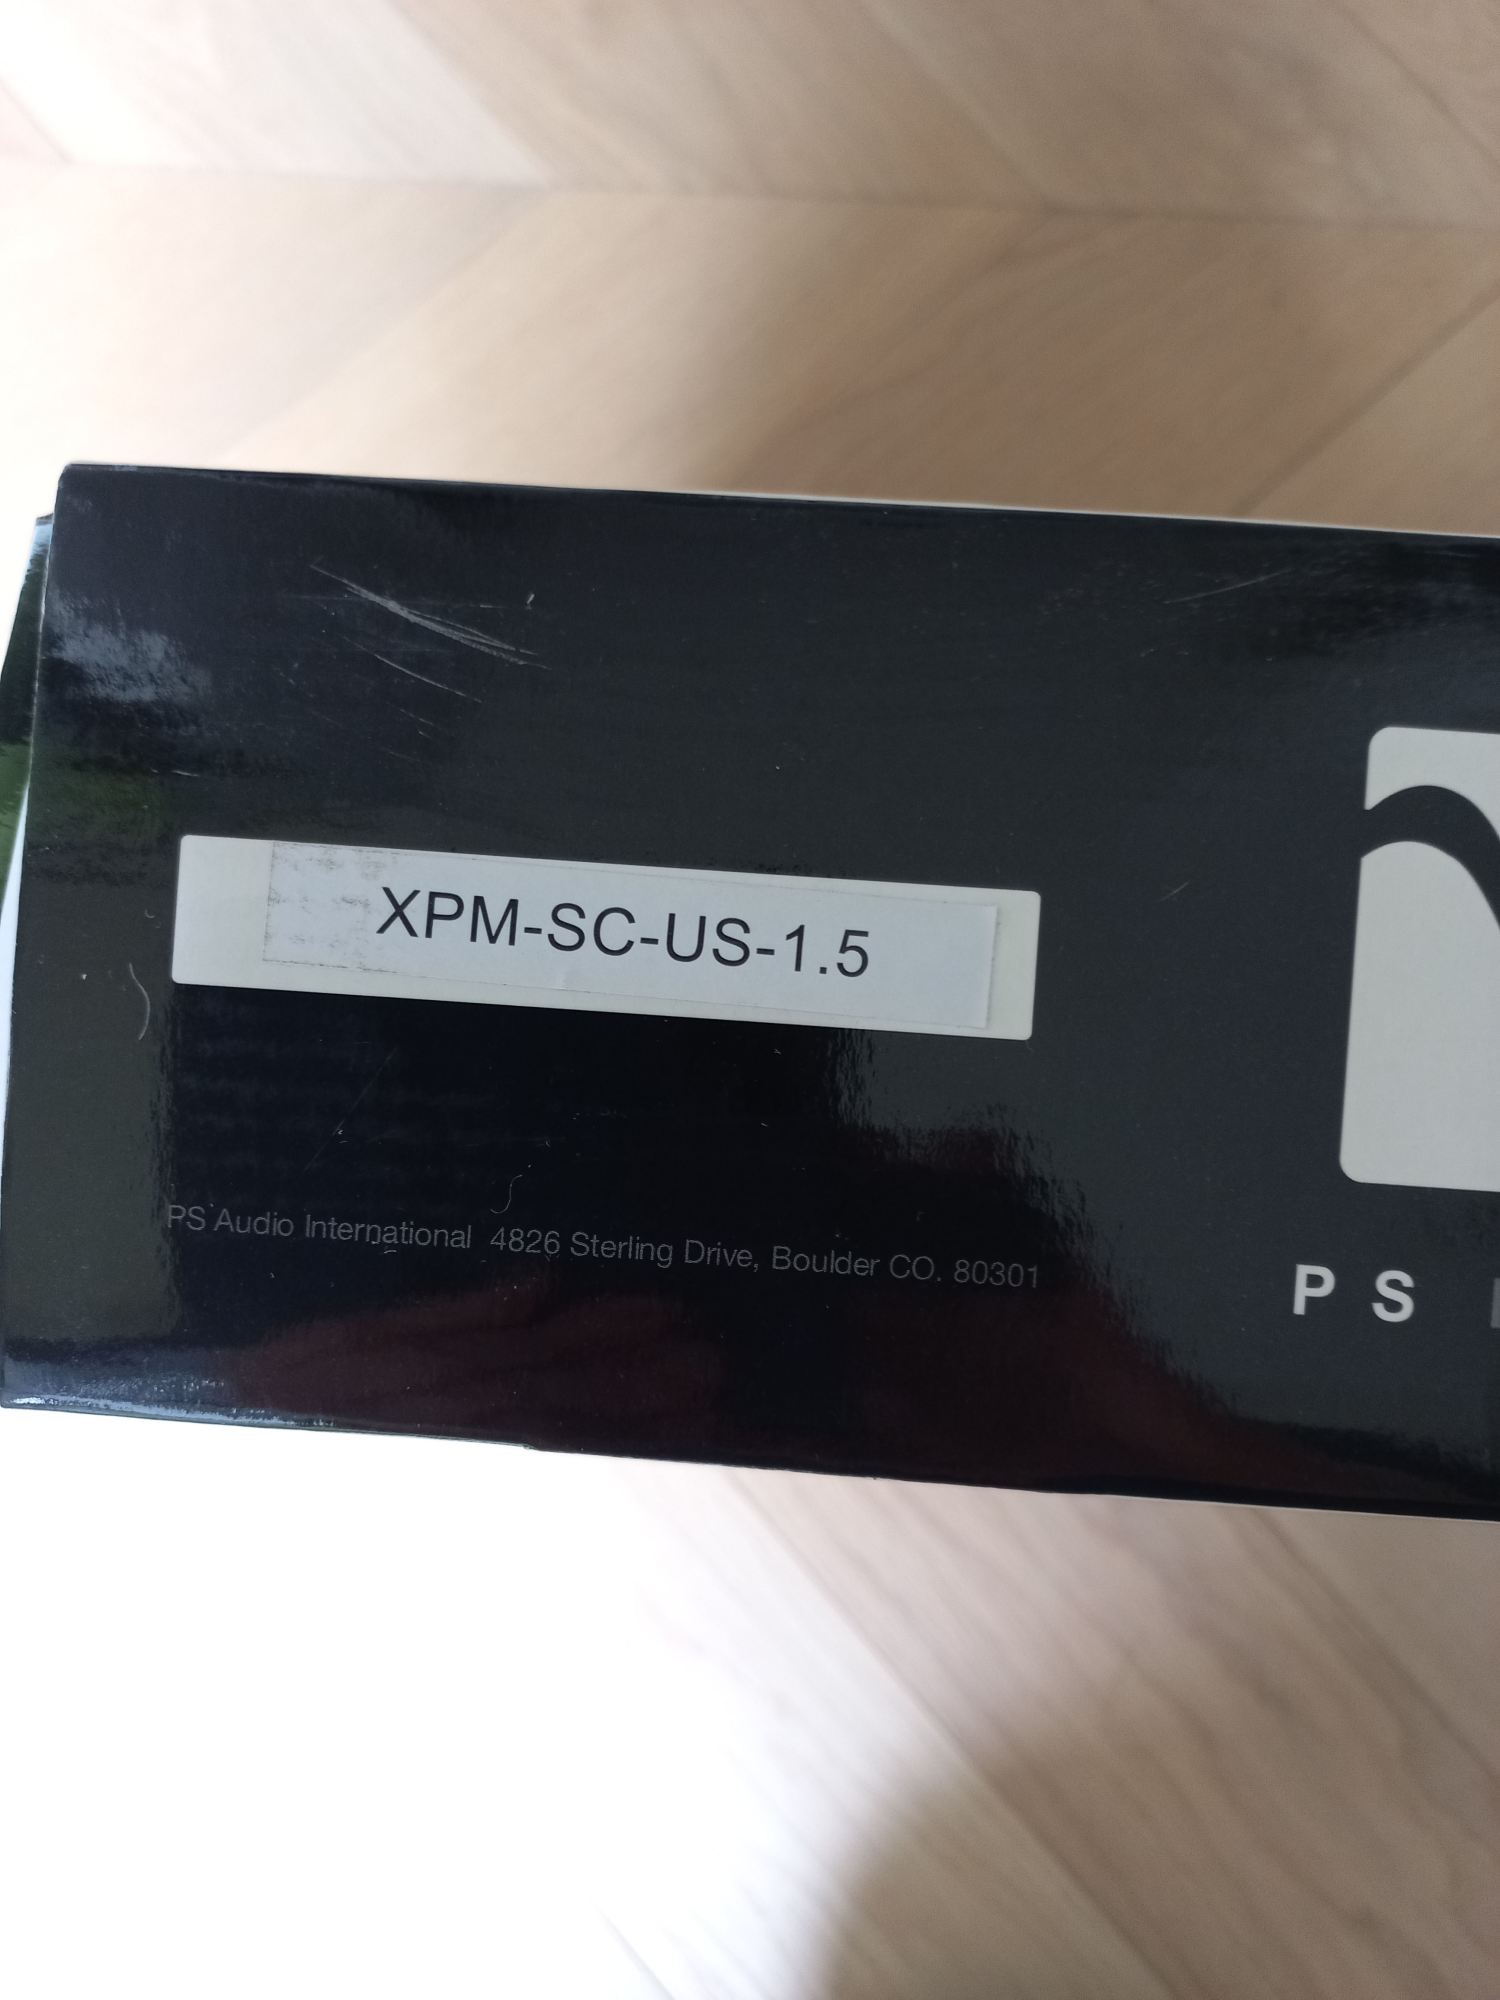 XPM-SC-US-1.5
PS Audio International 4826 Sterling Drive, Boulder CO. 80301
P S